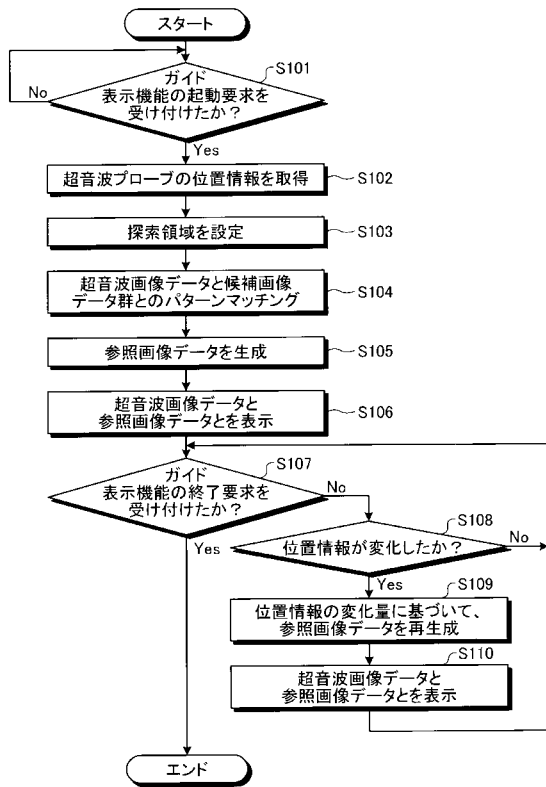 スタート
S101
ガイド
表示機能の起動要求を
受け付けたか？
No
Yes
超音波プローブの位置情報を取得
S102
探索領域を設定
S103
超音波画像データと候補画像
データ群とのパターンマッチング
S104
参照画像データを生成
S105
超音波画像データと
参照画像データとを表示
S106
S107
ガイド
表示機能の終了要求を
受け付けたか？
No
Yes
S108
位置情報が変化したか？
No
Yes
S109
位置情報の変化量に基づいて、
参照画像データを再生成
S110
超音波画像データと
参照画像データとを表示
エンド